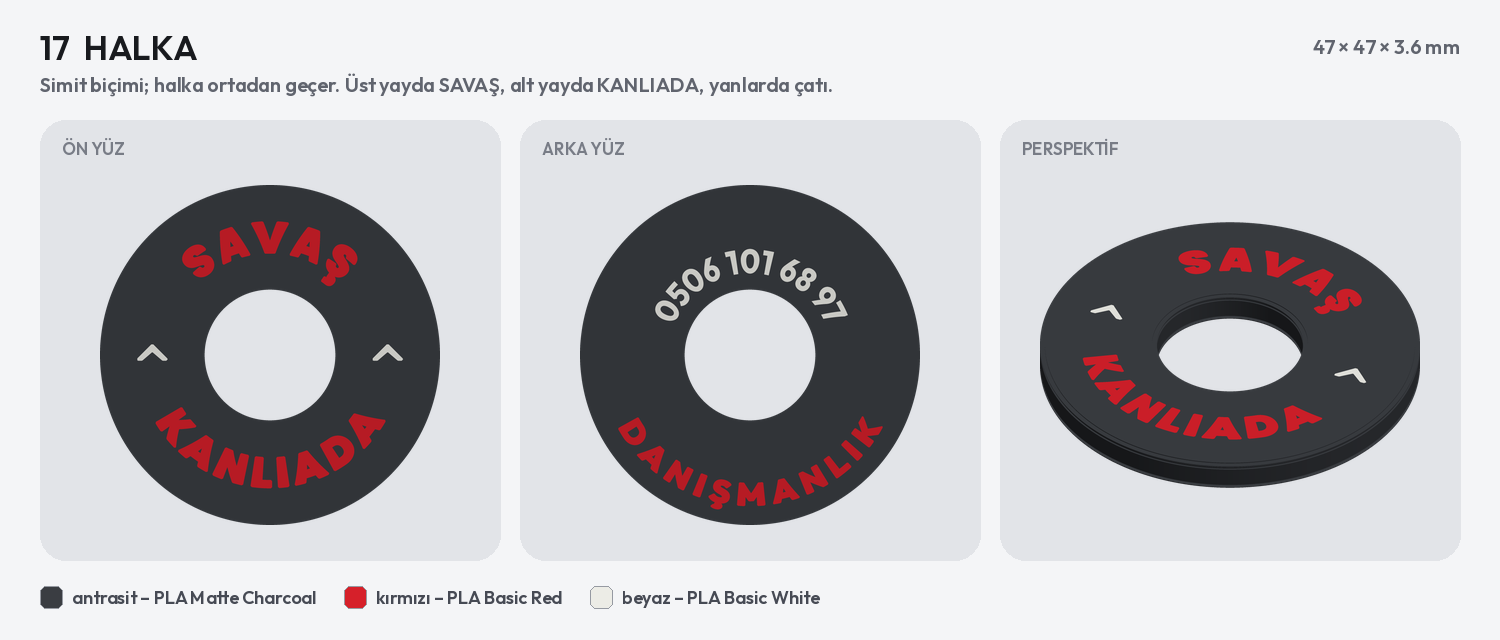 17 HALKA
47 × 47 × 3.6 mm
Simit biçimi; halka ortadan geçer. Üst yayda SAVAŞ, alt yayda KANLIADA, yanlarda çatı.
ÖN YÜZ
SAVAŞ
KANLIADA
ARKA YÜZ
0506 101 68 97
DANIŞMANLIK
PERSPEKTİF
SAVAŞ
KANLIADA
antrasit – PLA Matte Charcoal
kırmızı – PLA Basic Red
beyaz – PLA Basic White